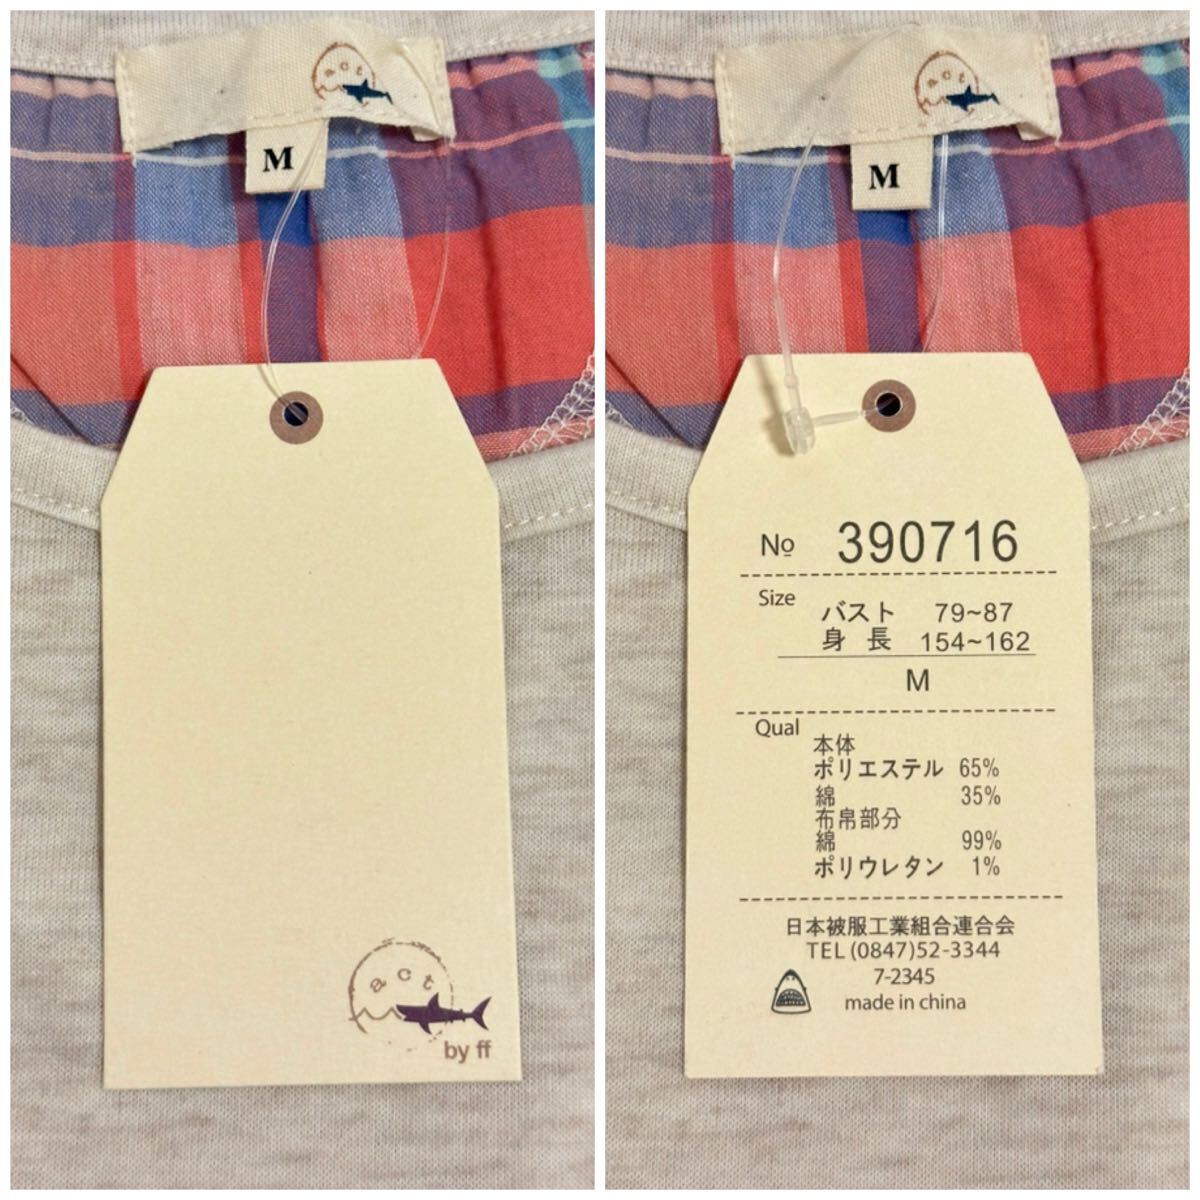 act
M
act
by ff
act
M
No 390716
Size
バスト 79~87
身長 154~162
M
Qual
本体
ポリエステル 65%
綿 35%
布帛部分
綿 99%
ポリウレタン 1%
日本被服工業組合連合会
TEL (0847)52-3344
7-2345
made in china